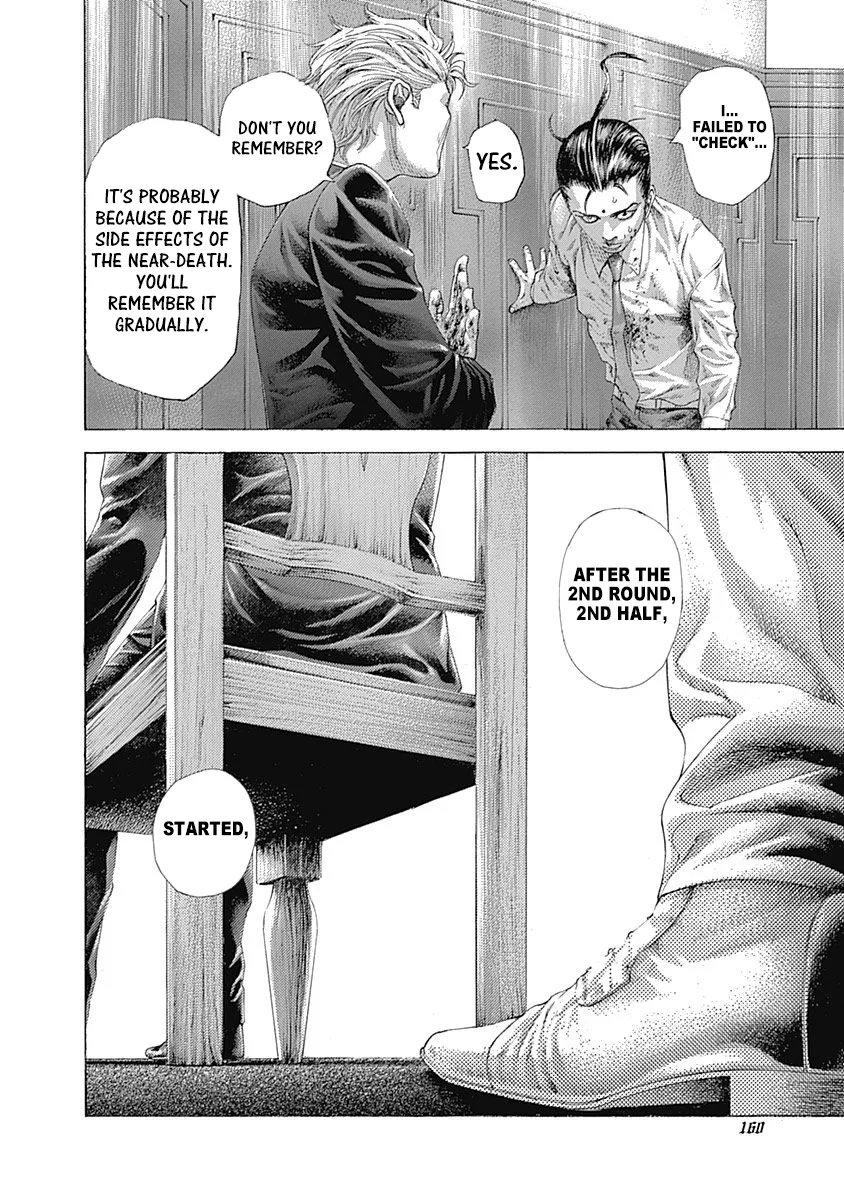 I...
FAILED TO
"CHECK"...
YES.
DON'T YOU
REMEMBER?
IT'S PROBABLY
BECAUSE OF THE
SIDE EFFECTS OF
THE NEAR-DEATH.
YOU'LL
REMEMBER IT
GRADUALLY.
AFTER THE
2ND ROUND,
2ND HALF,
STARTED,
160